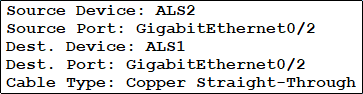 Source Device: ALS2
Source Port: GigabitEthernet0/2
Dest. Device: ALS1
Dest. Port: GigabitEthernet0/2
Cable Type: Copper Straight-Through